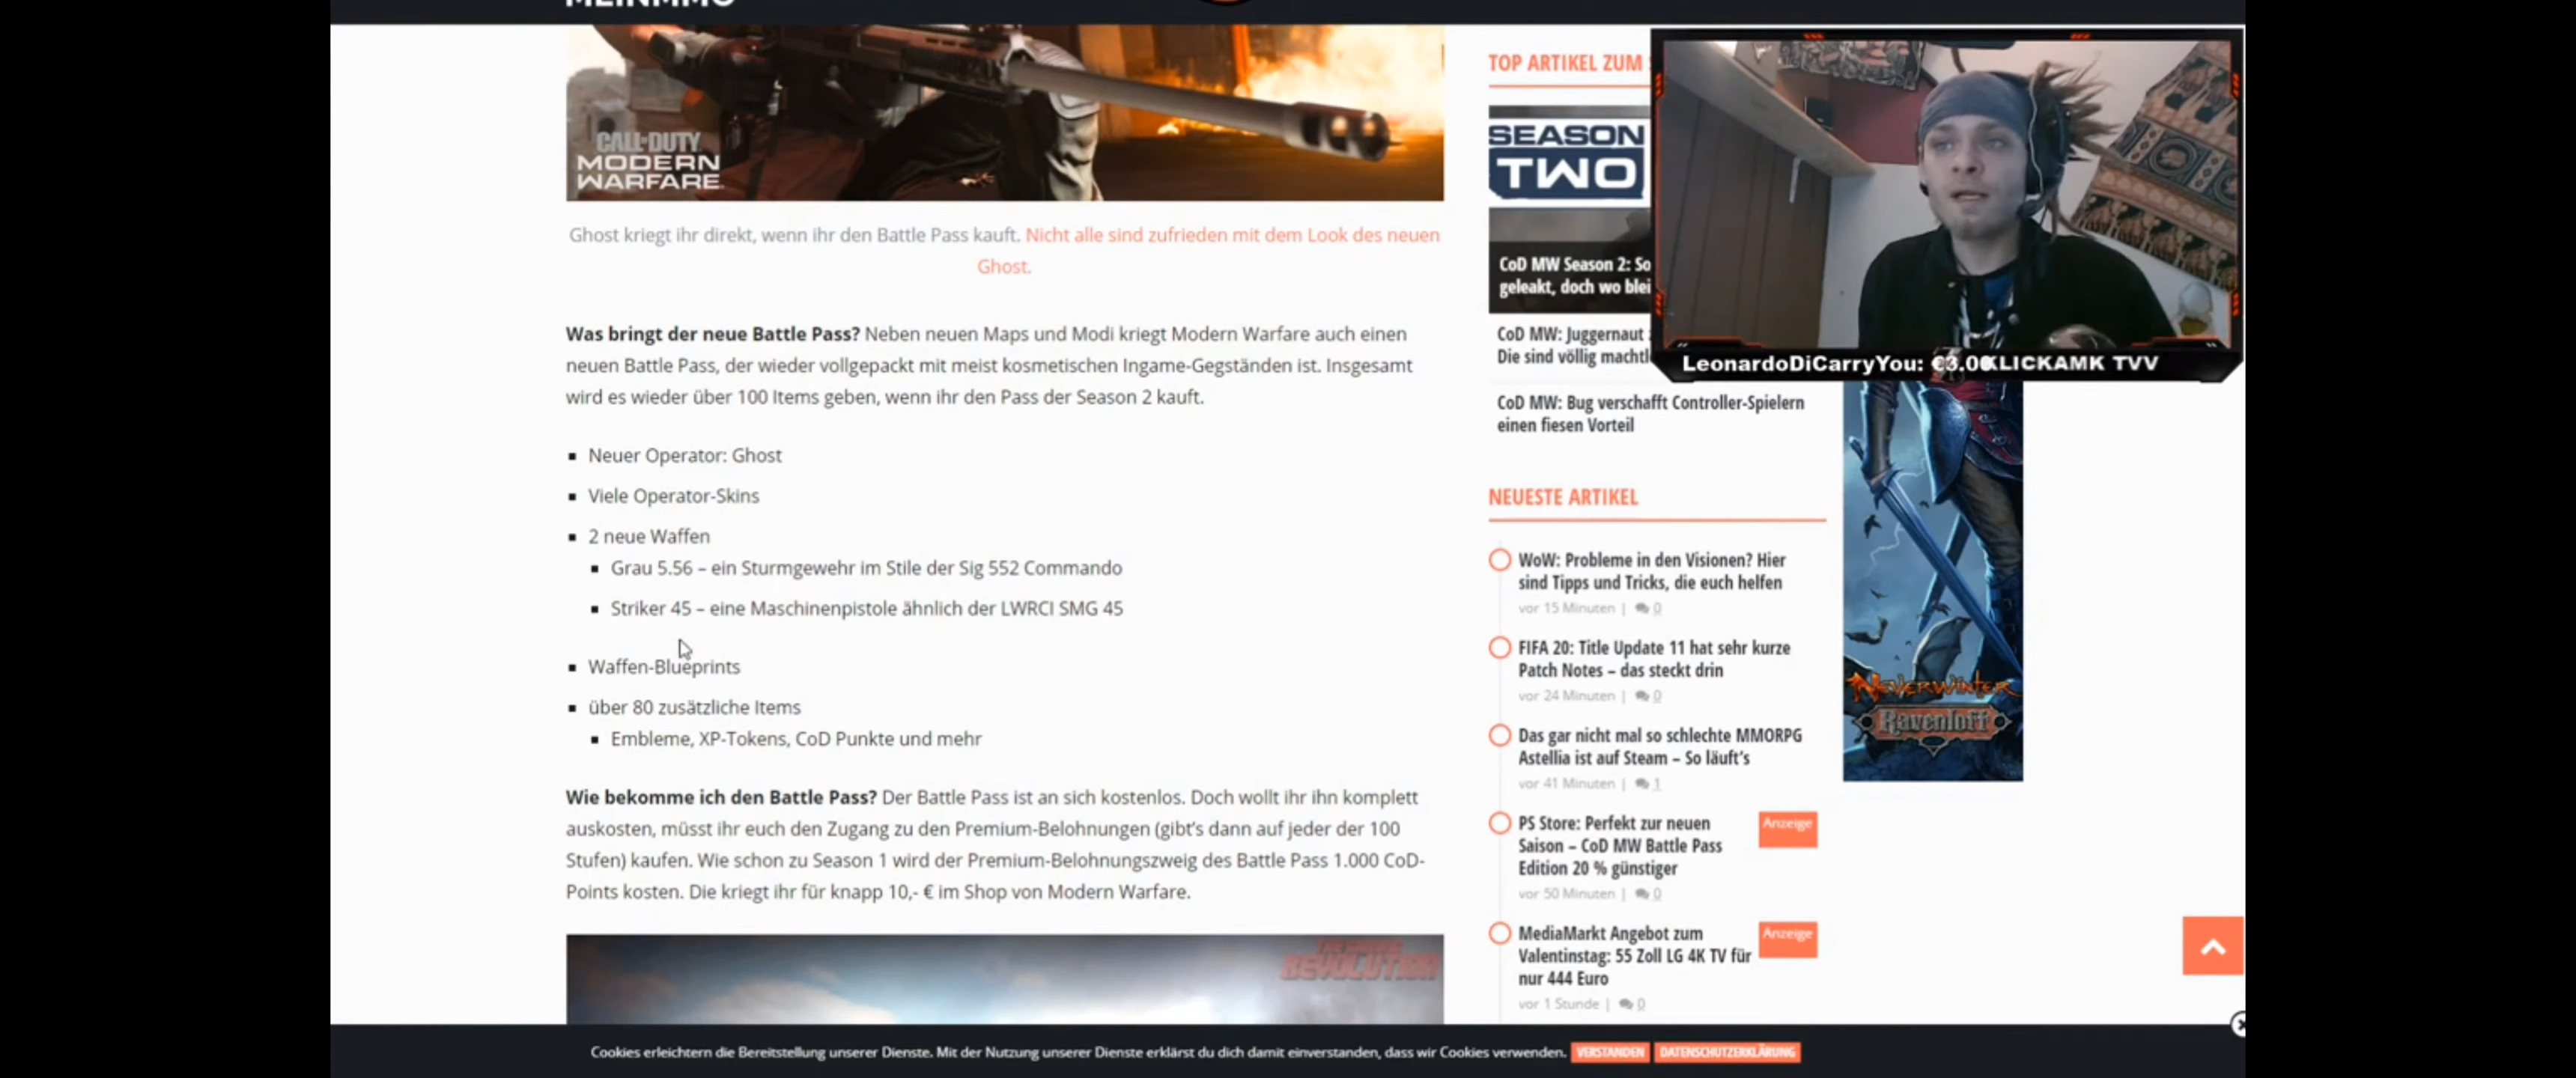 MEINMMO
CALL OF DUTY
MODERN
WARFARE
Ghost kriegt ihr direkt, wenn ihr den Battle Pass kauft. Nicht alle sind zufrieden mit dem Look des neuen
Ghost.
Was bringt der neue Battle Pass? Neben neuen Maps und Modi kriegt Modern Warfare auch einen
neuen Battle Pass, der wieder vollgepackt mit meist kosmetischen Ingame-Gegständen ist. Insgesamt
wird es wieder über 100 Items geben, wenn ihr den Pass der Season 2 kauft.
Neuer Operator: Ghost
Viele Operator-Skins
2 neue Waffen
Grau 5.56 – ein Sturmgewehr im Stile der Sig 552 Commando
Striker 45 – eine Maschinenpistole ähnlich der LWRCI SMG 45
Waffen-Blueprints
über 80 zusätzliche Items
Embleme, XP-Tokens, CoD Punkte und mehr
Wie bekomme ich den Battle Pass? Der Battle Pass ist an sich kostenlos. Doch wollt ihr ihn komplett
auskosten, müsst ihr euch den Zugang zu den Premium-Belohnungen (gibt's dann auf jeder der 100
Stufen) kaufen. Wie schon zu Season 1 wird der Premium-Belohnungszweig des Battle Pass 1.000 CoD-
Points kosten. Die kriegt ihr für knapp 10,- € im Shop von Modern Warfare.
REVOLUTION
TOP ARTIKEL ZUM
SEASON
TWO
CoD MW Season 2: So
geleakt, doch wo blei
CoD MW: Juggernaut
Die sind völlig machtl
CoD MW: Bug verschafft Controller-Spielern
einen fiesen Vorteil
LeonardoDiCarryYou: €3.00 KLICKAMK TVV
NEUESTE ARTIKEL
WoW: Probleme in den Visionen? Hier
sind Tipps und Tricks, die euch helfen
vor 15 Minuten | 0
FIFA 20: Title Update 11 hat sehr kurze
Patch Notes – das steckt drin
vor 24 Minuten | 0
Das gar nicht mal so schlechte MMORPG
Astellia ist auf Steam – So läuft's
vor 41 Minuten | 1
PS Store: Perfekt zur neuen
Saison – CoD MW Battle Pass
Edition 20 % günstiger
Anzeige
vor 50 Minuten | 0
MediaMarkt Angebot zum
Valentinstag: 55 Zoll LG 4K TV für
nur 444 Euro
Anzeige
vor 1 Stunde | 0
NEVERWINTER
Ravenloft
Cookies erleichtern die Bereitstellung unserer Dienste. Mit der Nutzung unserer Dienste erklärst du dich damit einverstanden, dass wir Cookies verwenden. VERSTANDEN DATENSCHUTZERKLÄRUNG